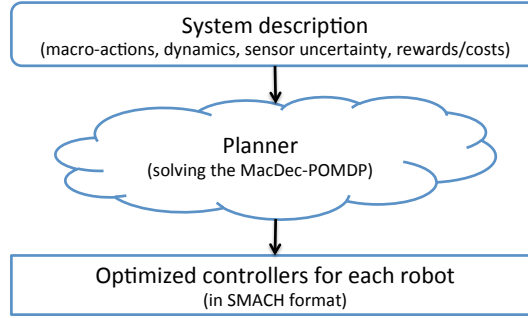 System description
(macro-actions, dynamics, sensor uncertainty, rewards/costs)
Planner
(solving the MacDec-POMDP)
Optimized controllers for each robot
(in SMACH format)